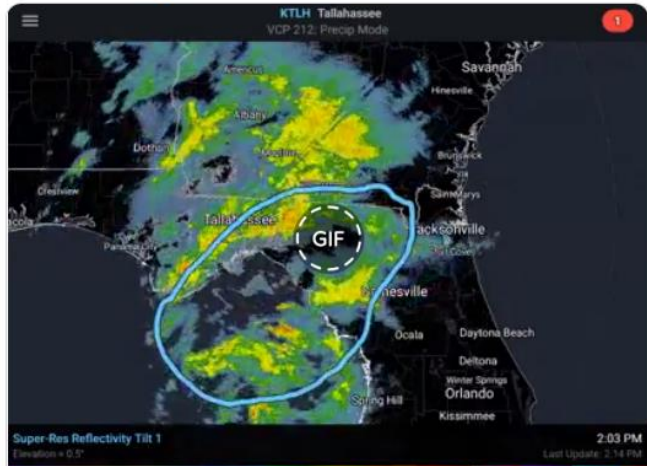 KTLH Tallahassee
VCP 212: Precip Mode
1
Americus
Savannah
Hinesville
Albany
Dothan
Moultrie
Brunswick
Crestview
Saint Marys
Tallahassee
Jacksonville
Panama City
GIF
Gainesville
Ocala
Daytona Beach
Deltona
Winter Springs
Orlando
Spring Hill
Kissimmee
Super-Res Reflectivity Tilt 1
2:03 PM
Elevation = 0.5°
Last Update: 2:14 PM